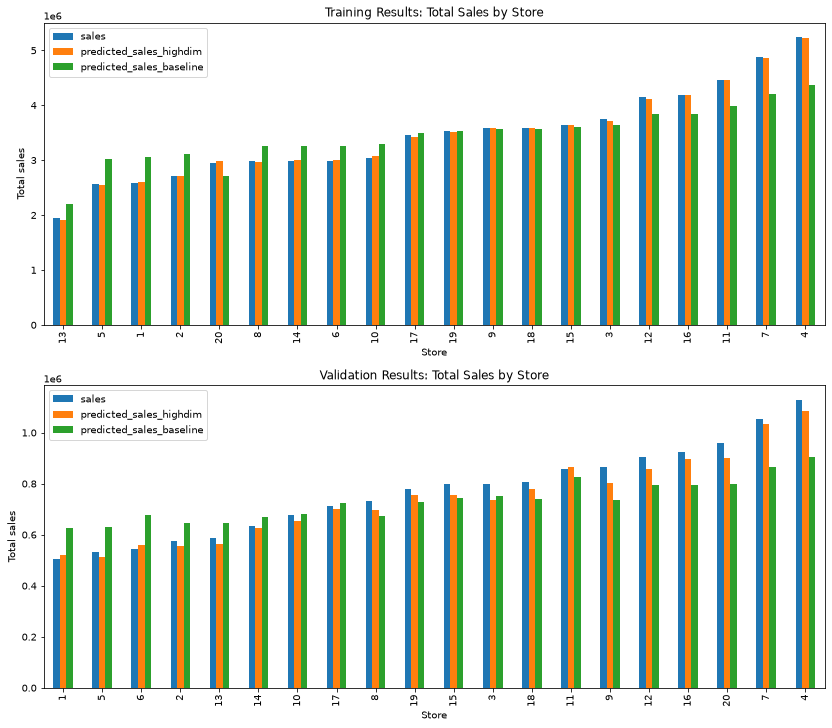 Training Results: Total Sales by Store
1e6
sales
predicted_sales_highdim
predicted_sales_baseline
5
4
3
2
1
0
Total sales
13 5 1 2 20 8 14 6 10 17 19 9 18 15 3 12 16 11 7 4
Store
Validation Results: Total Sales by Store
1e6
sales
predicted_sales_highdim
predicted_sales_baseline
1.0
0.8
0.6
0.4
0.2
0.0
Total sales
1 5 6 2 13 14 10 17 8 19 15 3 18 11 9 12 16 20 7 4
Store